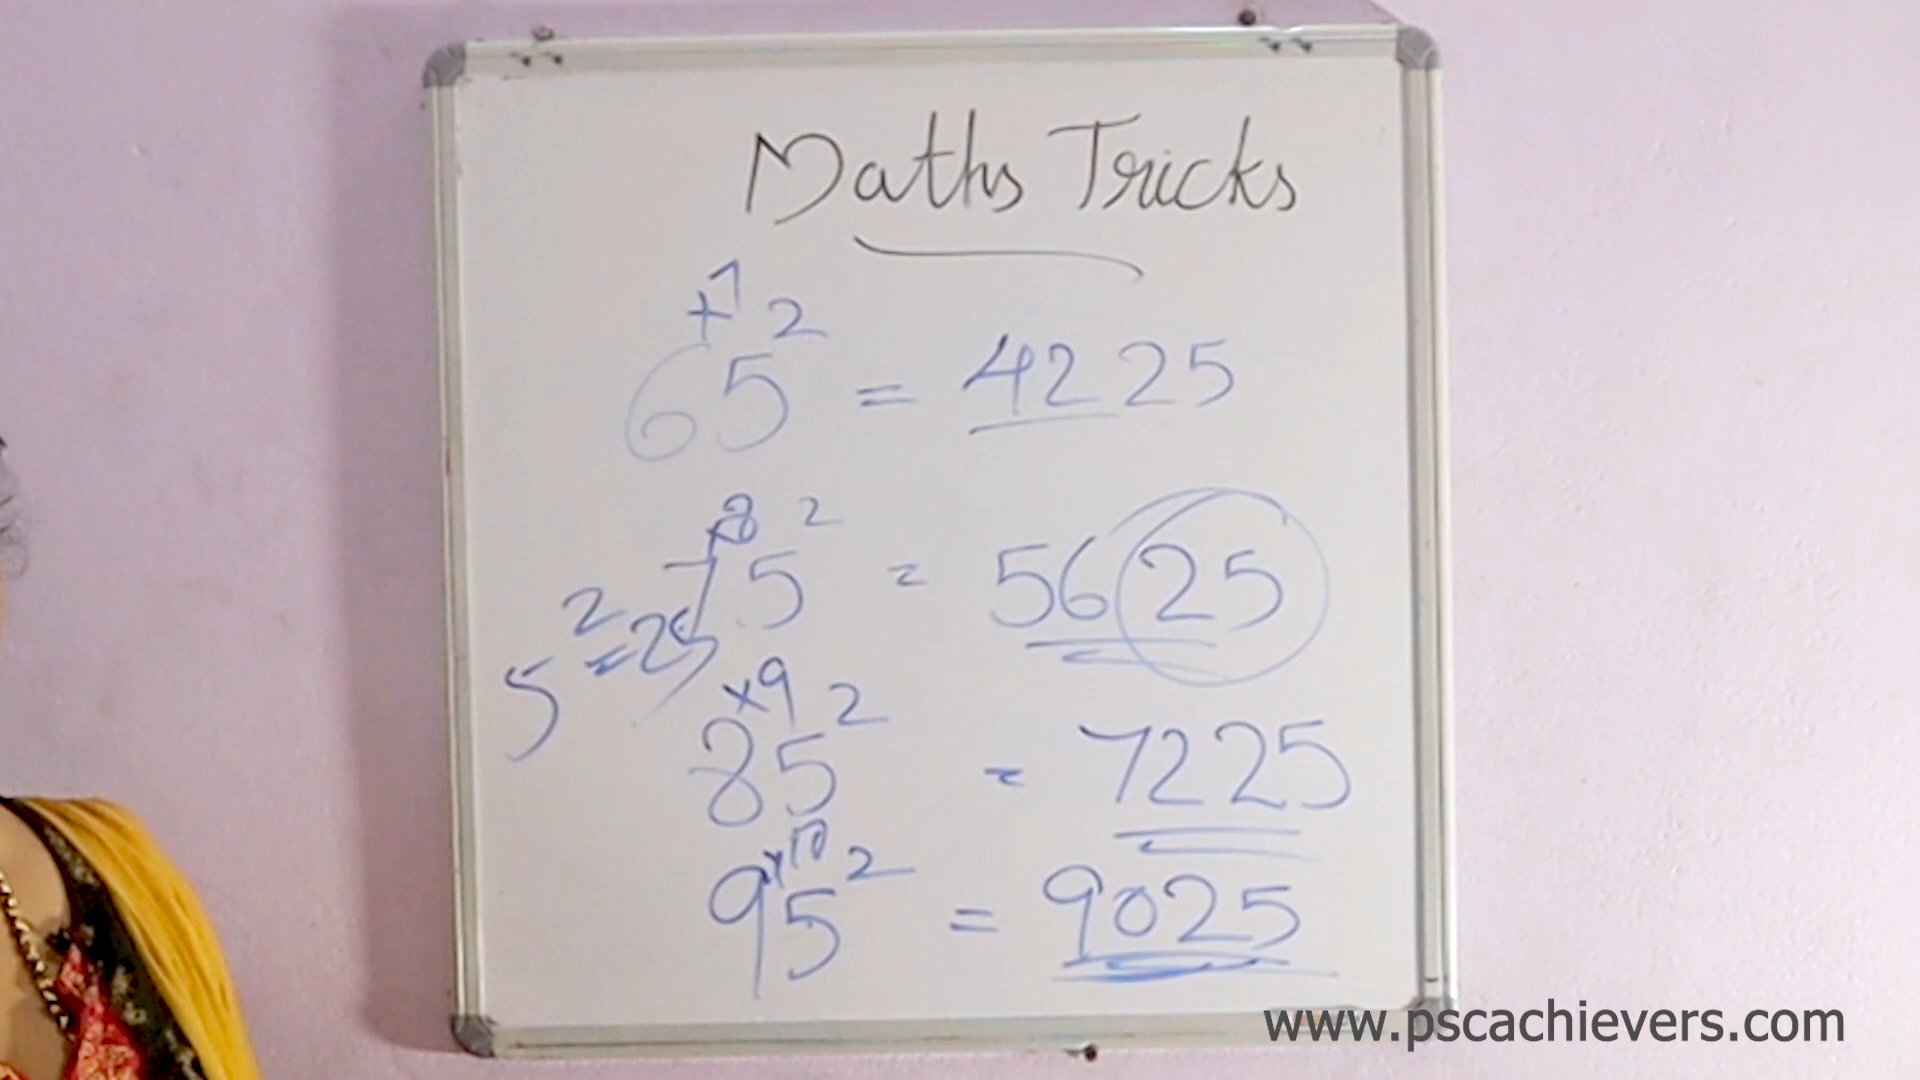 Maths Tricks
×7 2
65 = 4225
×8 2
75 = 5625
5² = 25
×9 2
85 = 7225
×10 2
95 = 9025
www.pscachievers.com